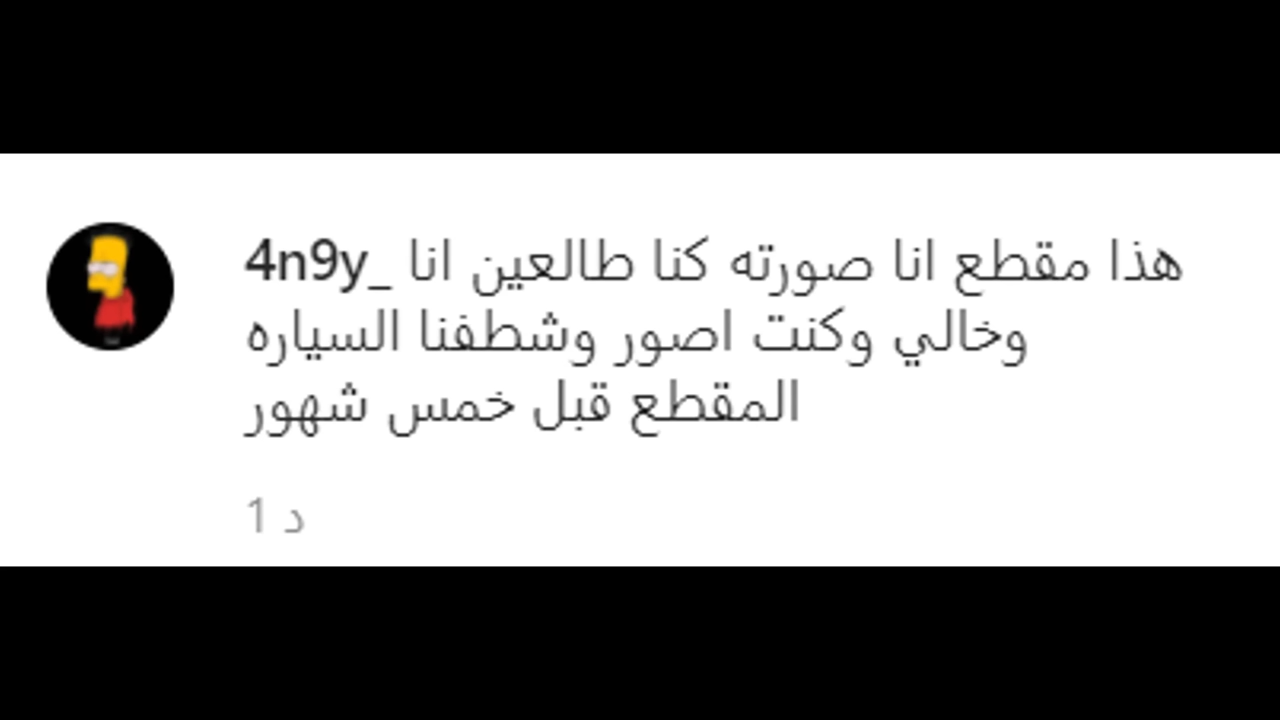 4n9y_ هذا مقطع انا صورته كنا طالعين انا
وخالي وكنت اصور وشطفنا السياره
المقطع قبل خمس شهور
1 د